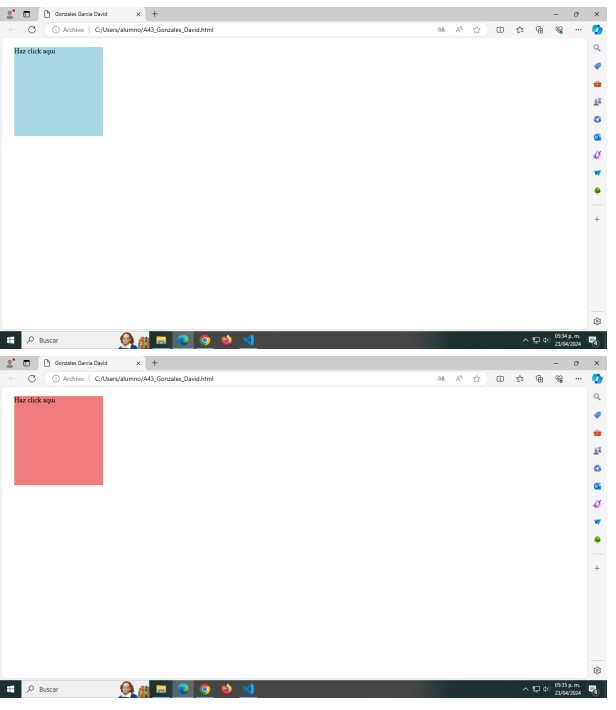 Gonzales Garcia David
Archivo | C:/Users/alumno/A43_Gonzales_David.html
Haz click aqui
Buscar
05:34 p. m.
23/04/2024
Gonzales Garcia David
Archivo | C:/Users/alumno/A43_Gonzales_David.html
Haz click aqui
Buscar
05:35 p. m.
23/04/2024